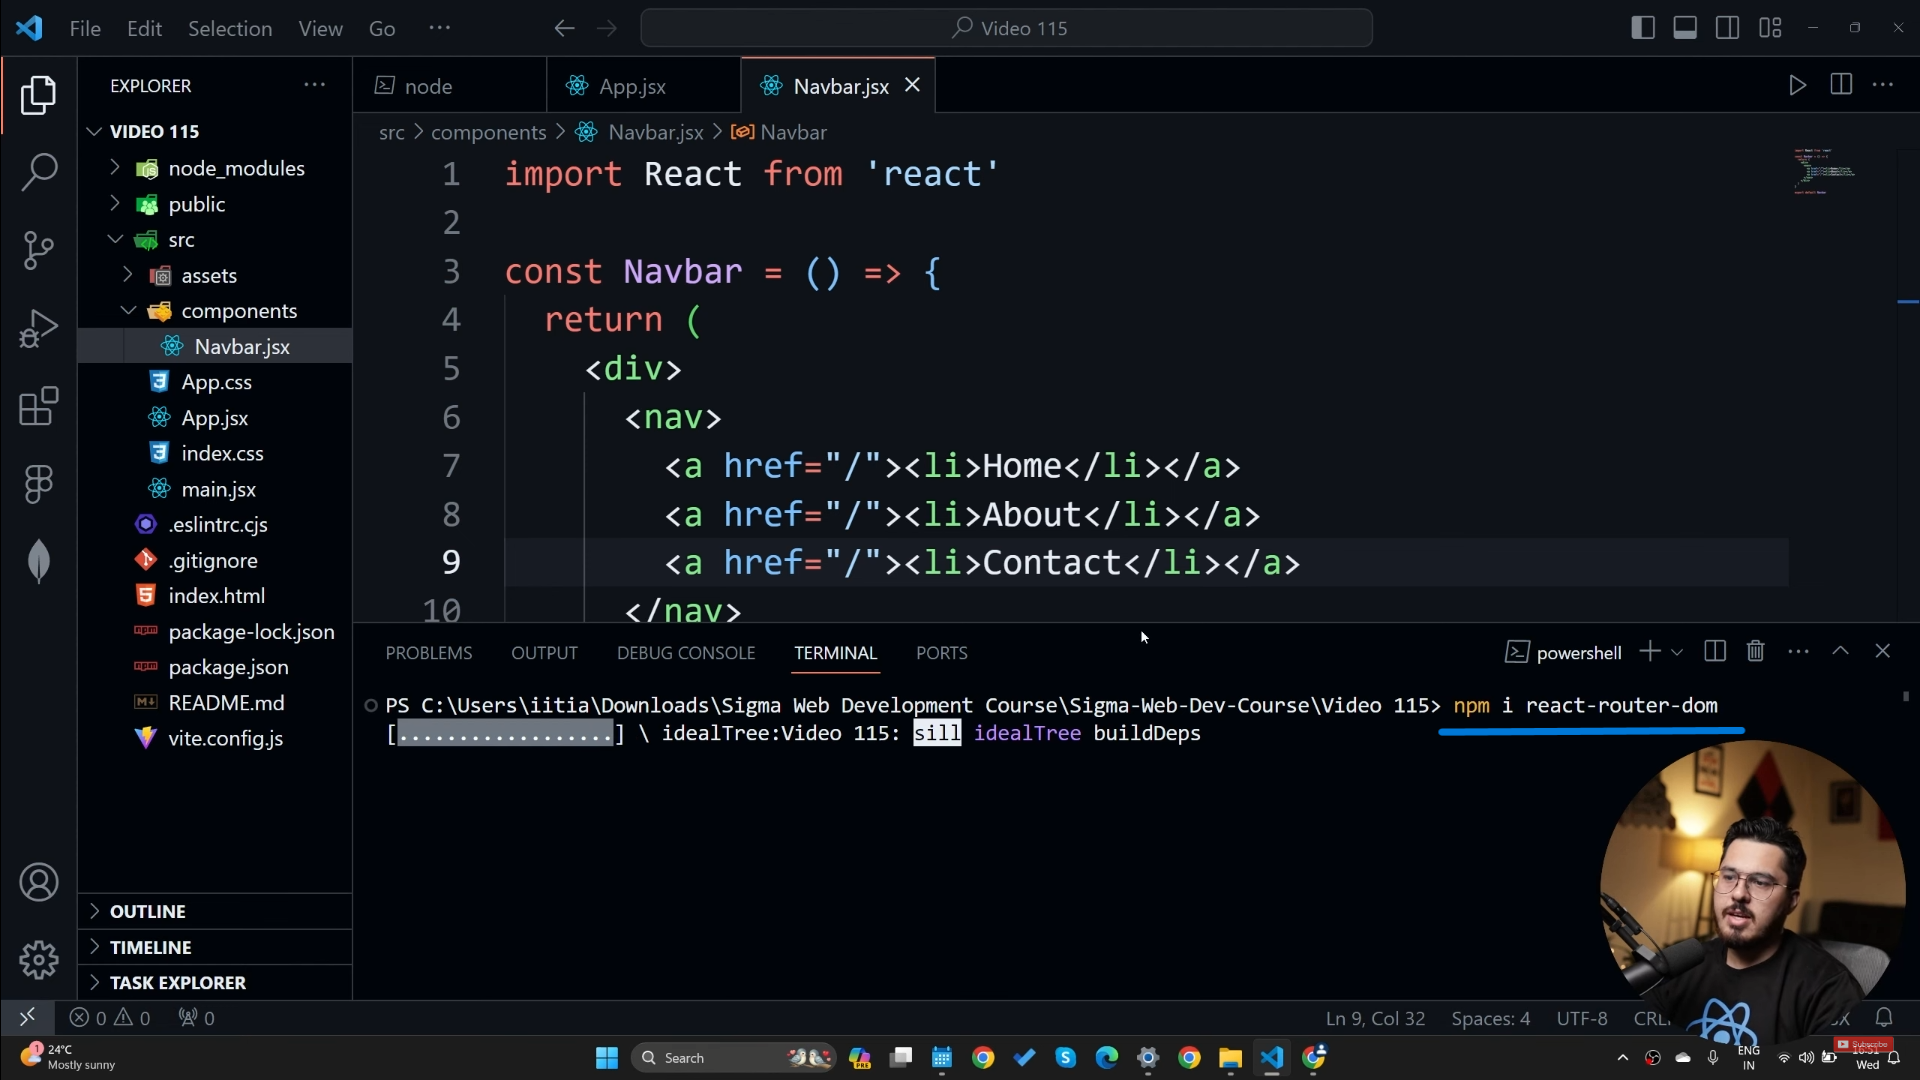 File Edit Selection View Go ...
Video 115
EXPLORER ...
VIDEO 115
node_modules
public
src
assets
components
Navbar.jsx
App.css
App.jsx
index.css
main.jsx
.eslintrc.cjs
.gitignore
index.html
package-lock.json
package.json
README.md
vite.config.js
OUTLINE
TIMELINE
TASK EXPLORER
node App.jsx Navbar.jsx
src > components > Navbar.jsx > Navbar
1 import React from 'react'
2
3 const Navbar = () => {
4 return (
5 <div>
6 <nav>
7 <a href="/"><li>Home</li></a>
8 <a href="/"><li>About</li></a>
9 <a href="/"><li>Contact</li></a>
10 </nav>
PROBLEMS OUTPUT DEBUG CONSOLE TERMINAL PORTS
powershell
PS C:\Users\iitia\Downloads\Sigma Web Development Course\Sigma-Web-Dev-Course\Video 115> npm i react-router-dom
[..................] \ idealTree:Video 115: sill idealTree buildDeps
0 0 0
Ln 9, Col 32 Spaces: 4 UTF-8
24°C
Mostly sunny
1
Search
PRE
ENG
IN
Subscribe
Wed